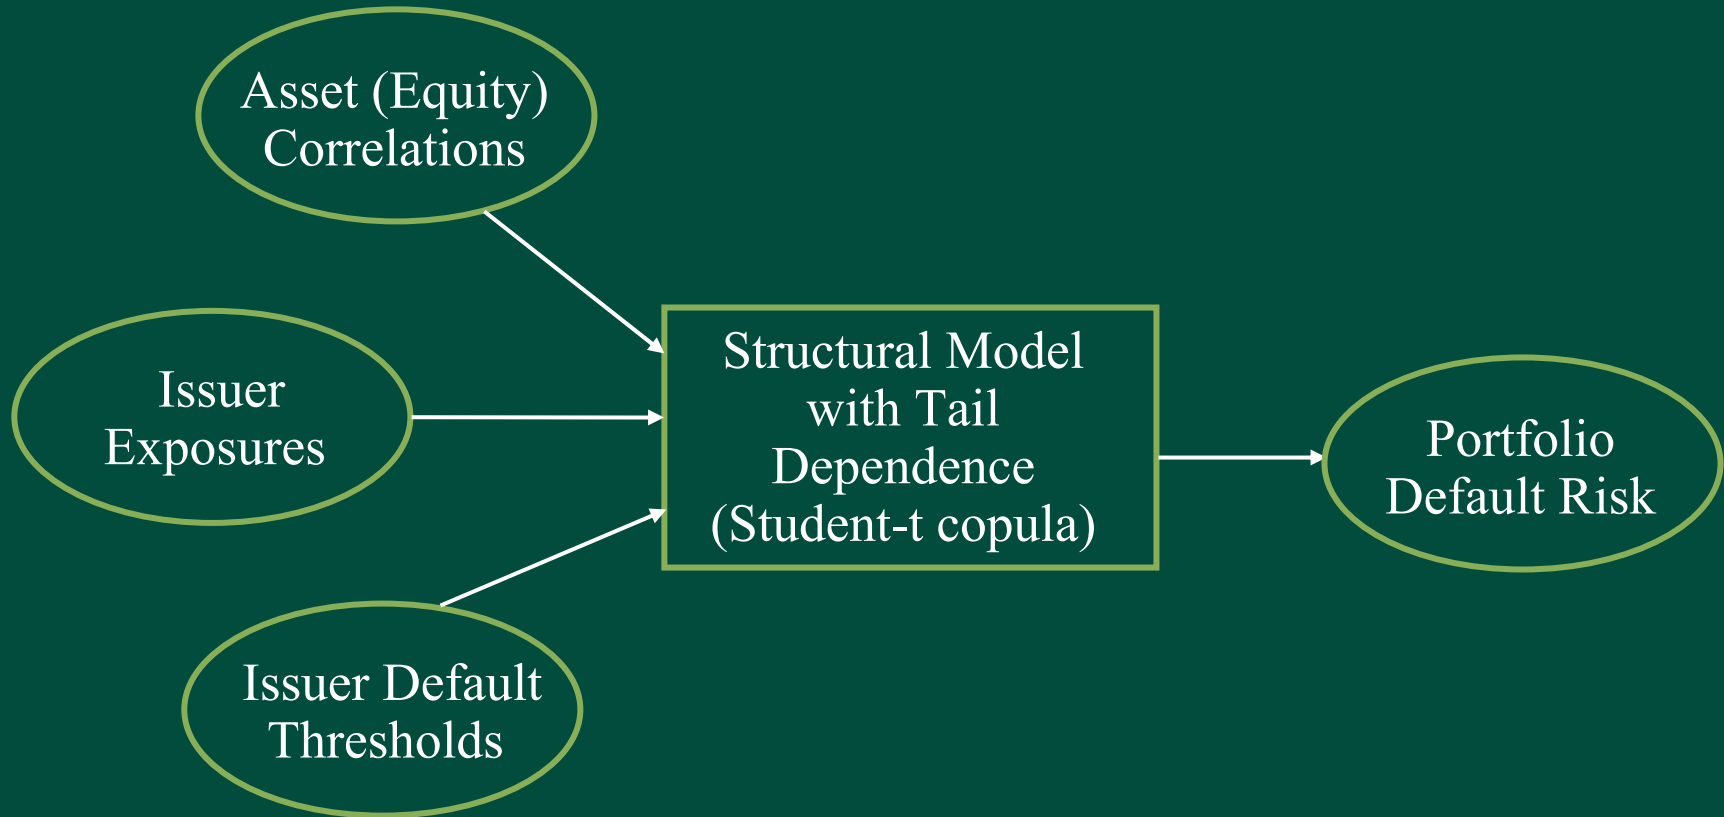 Asset (Equity)
Correlations
Issuer
Exposures
Issuer Default
Thresholds
Structural Model
with Tail
Dependence
(Student-t copula)
Portfolio
Default Risk